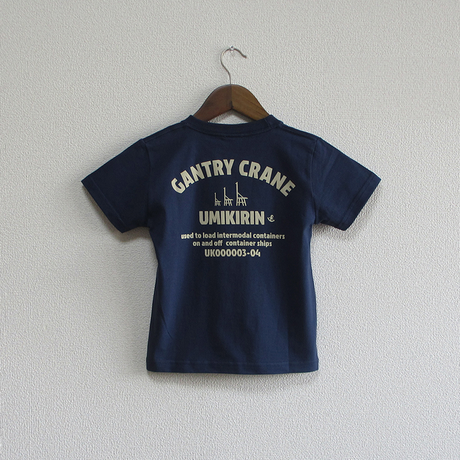 GANTRY CRANE
UMIKIRIN
used to load intermodal containers
on and off container ships
UK000003-04